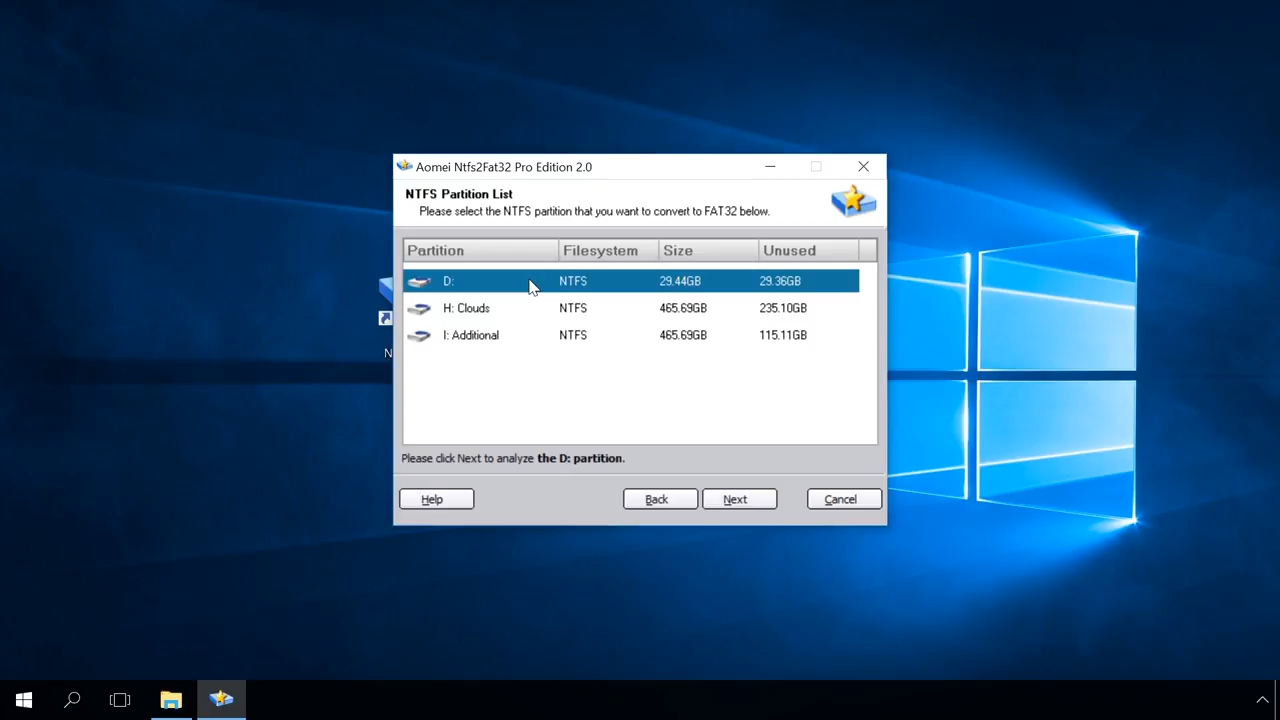 Aomei Ntfs2Fat32 Pro Edition 2.0
NTFS Partition List
Please select the NTFS partition that you want to convert to FAT32 below.
Partition Filesystem Size Unused
D: NTFS 29.44GB 29.36GB
H: Clouds NTFS 465.69GB 235.10GB
I: Additional NTFS 465.69GB 115.11GB
N
Please click Next to analyze the D: partition.
Help Back Next Cancel